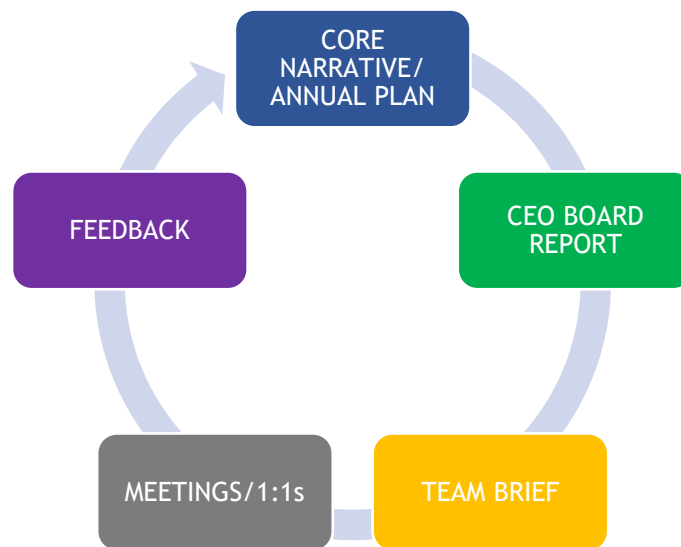 CORE
NARRATIVE/
ANNUAL PLAN
CEO BOARD
REPORT
TEAM BRIEF
MEETINGS/1:1s
FEEDBACK